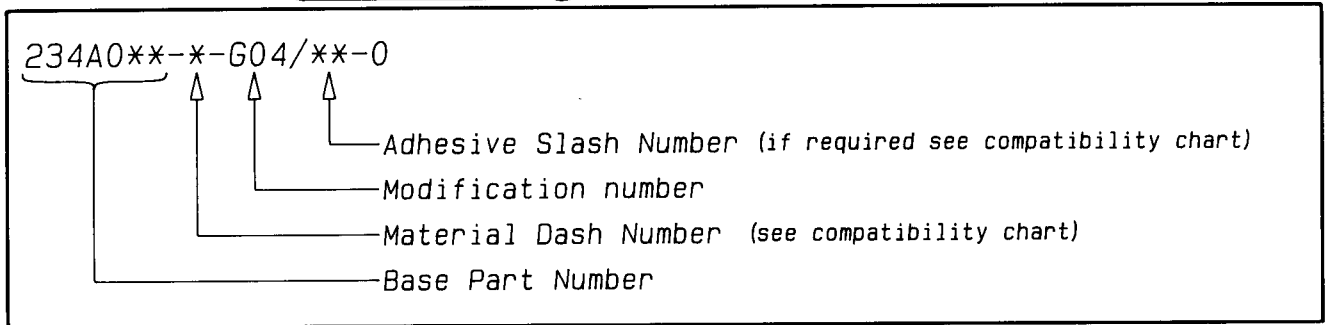 234A0**-*-G04/**-0
Adhesive Slash Number (if required see compatibility chart)
Modification number
Material Dash Number (see compatibility chart)
Base Part Number